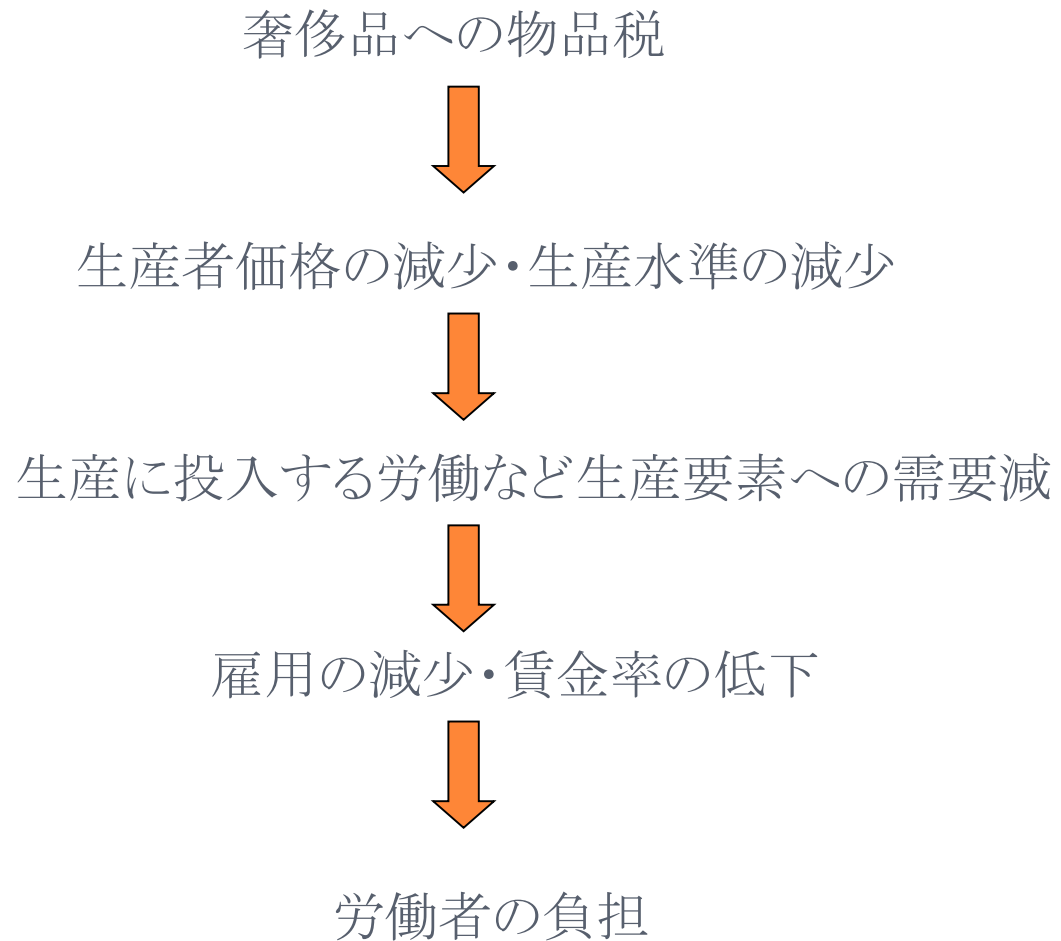 奢侈品への物品税
生産者価格の減少・生産水準の減少
生産に投入する労働など生産要素への需要減
雇用の減少・賃金率の低下
労働者の負担